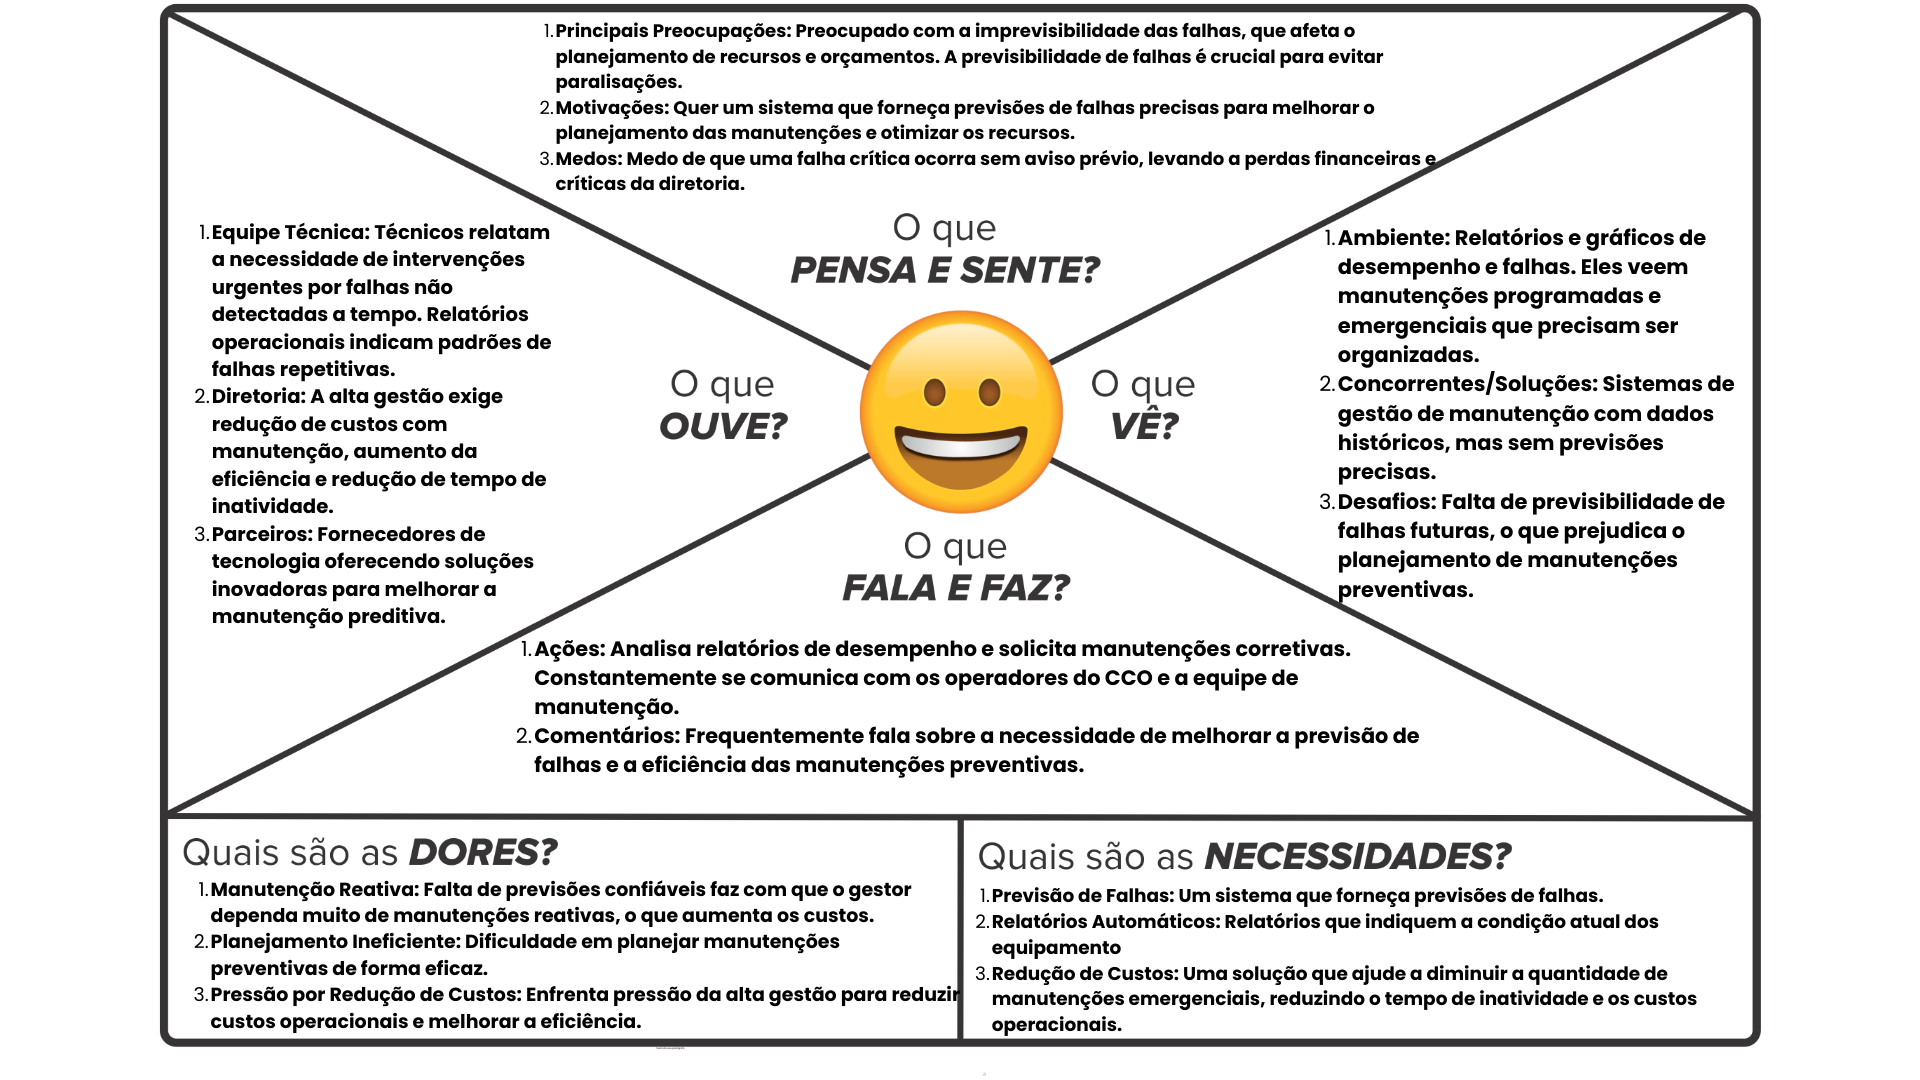 1. Principais Preocupações: Preocupado com a imprevisibilidade das falhas, que afeta o
planejamento de recursos e orçamentos. A previsibilidade de falhas é crucial para evitar
paralisações.
2. Motivações: Quer um sistema que forneça previsões de falhas precisas para melhorar o
planejamento das manutenções e otimizar os recursos.
3. Medos: Medo de que uma falha crítica ocorra sem aviso prévio, levando a perdas financeiras e
críticas da diretoria.
O que
PENSA E SENTE?
1. Equipe Técnica: Técnicos relatam
a necessidade de intervenções
urgentes por falhas não
detectadas a tempo. Relatórios
operacionais indicam padrões de
falhas repetitivas.
2. Diretoria: A alta gestão exige
redução de custos com
manutenção, aumento da
eficiência e redução de tempo de
inatividade.
3. Parceiros: Fornecedores de
tecnologia oferecendo soluções
inovadoras para melhorar a
manutenção preditiva.
O que
OUVE?
O que
VÊ?
1. Ambiente: Relatórios e gráficos de
desempenho e falhas. Eles veem
manutenções programadas e
emergenciais que precisam ser
organizadas.
2. Concorrentes/Soluções: Sistemas de
gestão de manutenção com dados
históricos, mas sem previsões
precisas.
3. Desafios: Falta de previsibilidade de
falhas futuras, o que prejudica o
planejamento de manutenções
preventivas.
O que
FALA E FAZ?
1. Ações: Analisa relatórios de desempenho e solicita manutenções corretivas.
Constantemente se comunica com os operadores do CCO e a equipe de
manutenção.
2. Comentários: Frequentemente fala sobre a necessidade de melhorar a previsão de
falhas e a eficiência das manutenções preventivas.
Quais são as DORES?
1. Manutenção Reativa: Falta de previsões confiáveis faz com que o gestor
dependa muito de manutenções reativas, o que aumenta os custos.
2. Planejamento Ineficiente: Dificuldade em planejar manutenções
preventivas de forma eficaz.
3. Pressão por Redução de Custos: Enfrenta pressão da alta gestão para reduzir
custos operacionais e melhorar a eficiência.
Quais são as NECESSIDADES?
1. Previsão de Falhas: Um sistema que forneça previsões de falhas.
2. Relatórios Automáticos: Relatórios que indiquem a condição atual dos
equipamento
3. Redução de Custos: Uma solução que ajude a diminuir a quantidade de
manutenções emergenciais, reduzindo o tempo de inatividade e os custos
operacionais.